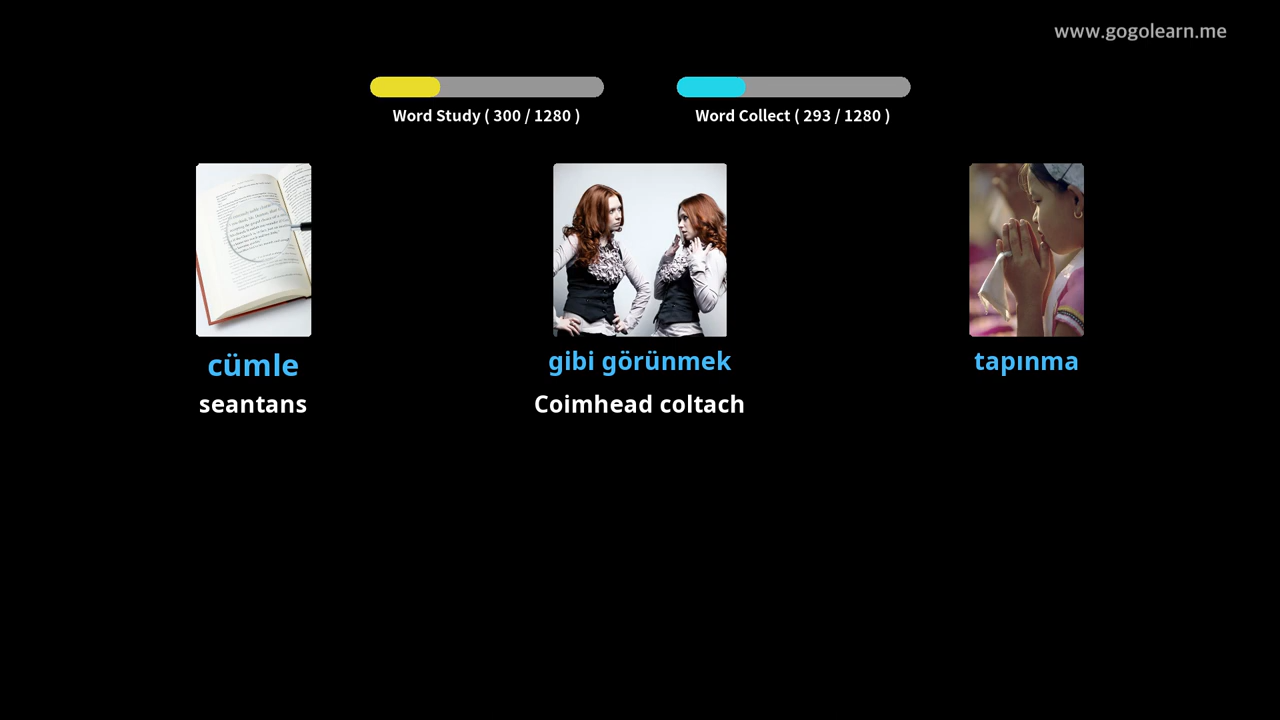 www.gogolearn.me
Word Study ( 300 / 1280 )
Word Collect ( 293 / 1280 )
cümle
gibi görünmek
tapınma
seantans
Coimhead coltach